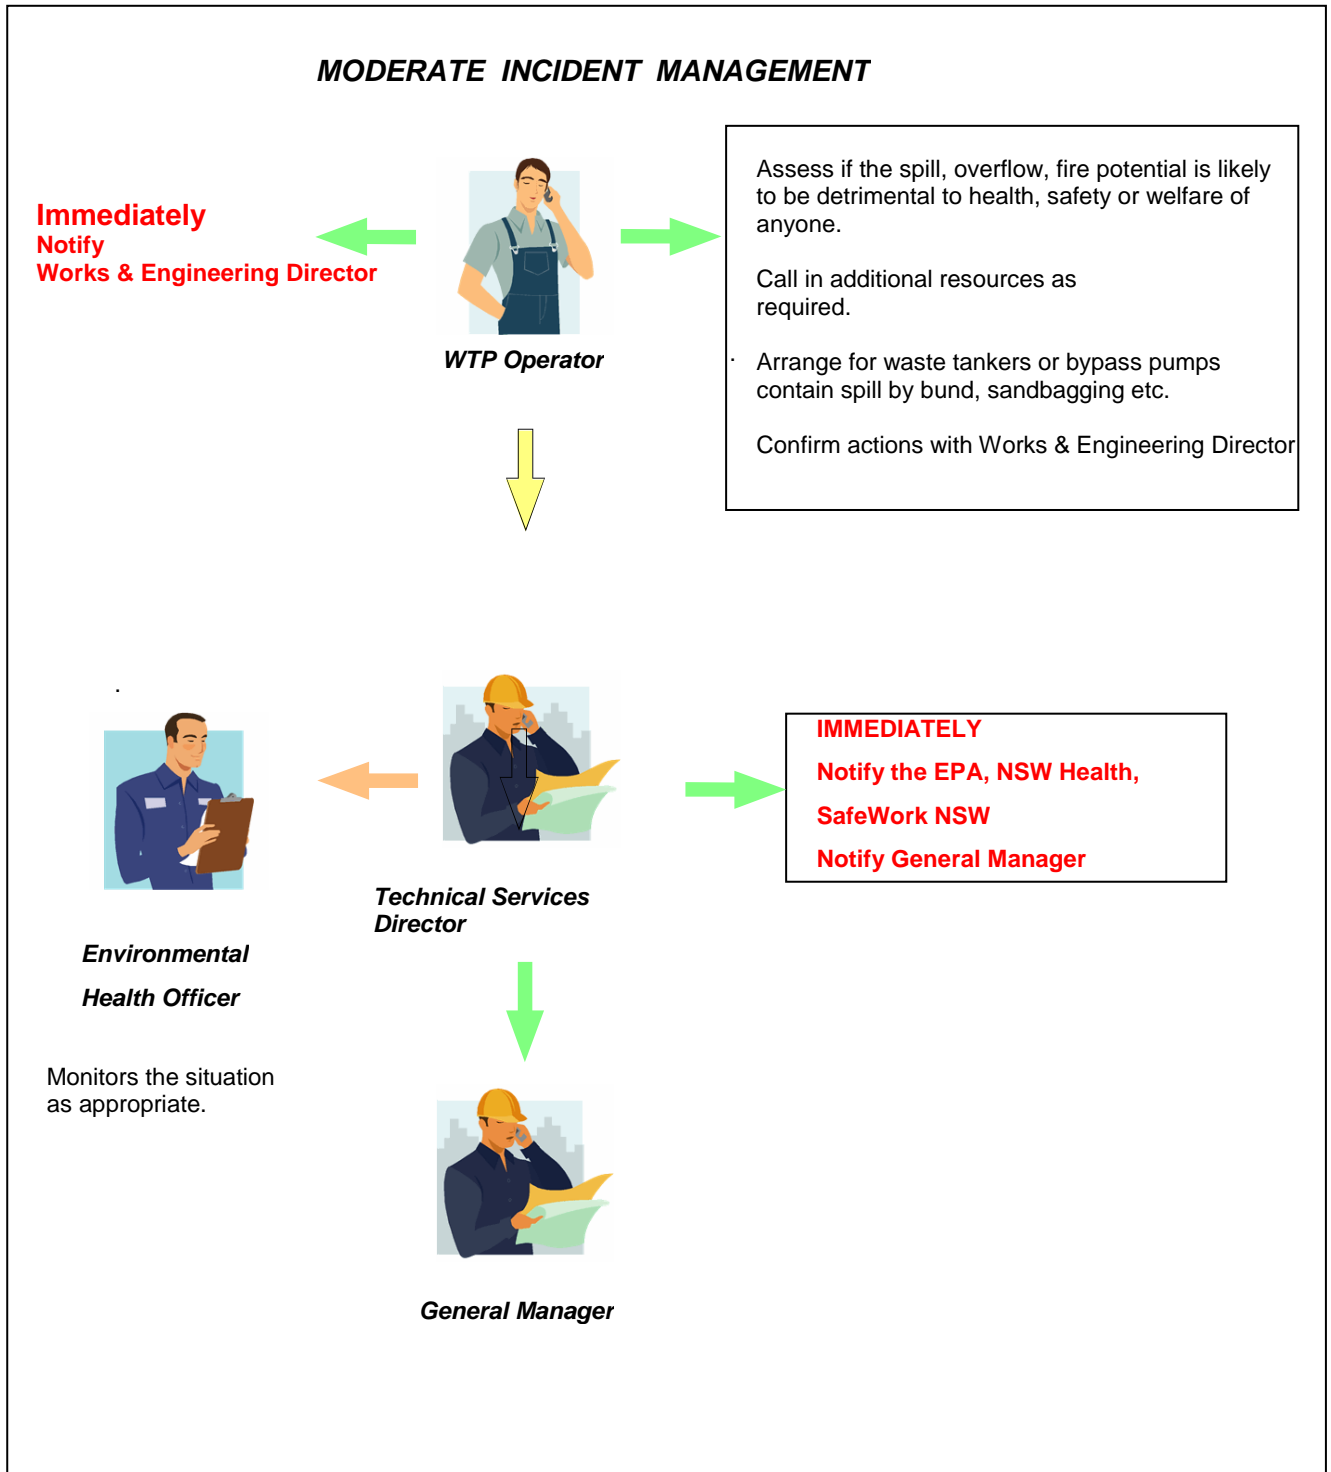 MODERATE INCIDENT MANAGEMENT
Immediately
Notify
Works & Engineering Director
WTP Operator
Assess if the spill, overflow, fire potential is likely
to be detrimental to health, safety or welfare of
anyone.
Call in additional resources as
required.
. Arrange for waste tankers or bypass pumps
contain spill by bund, sandbagging etc.
Confirm actions with Works & Engineering Director
.
Environmental
Health Officer
Monitors the situation
as appropriate.
Technical Services
Director
IMMEDIATELY
Notify the EPA, NSW Health,
SafeWork NSW
Notify General Manager
General Manager